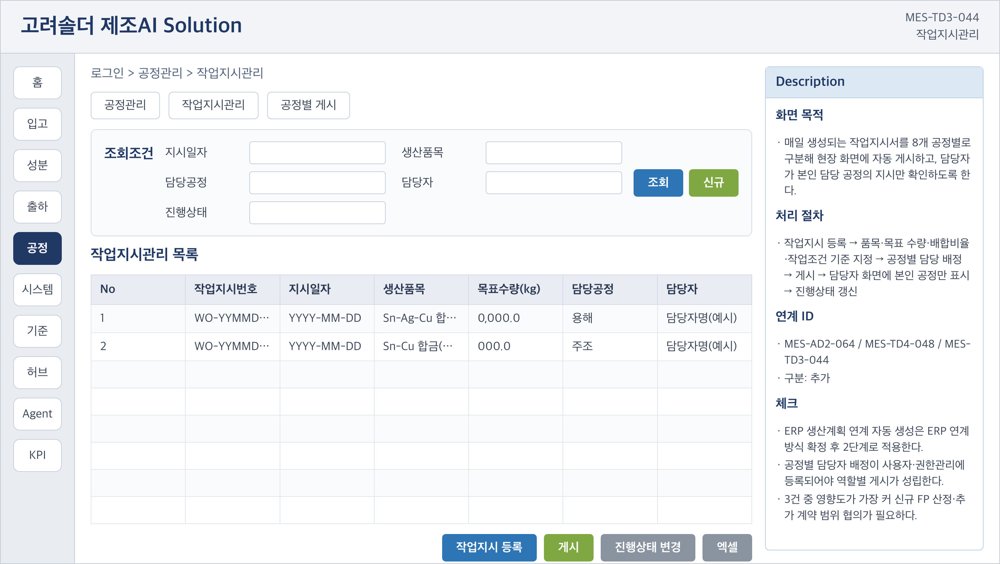 고려솔더 제조AI Solution
MES-TD3-044
작업지시관리
홈
입고
성분
출하
공정
시스템
기준
허브
Agent
KPI
로그인 > 공정관리 > 작업지시관리
공정관리 작업지시관리 공정별 게시
조회조건 지시일자 생산품목
담당공정 담당자 조회 신규
진행상태
작업지시관리 목록
No 작업지시번호 지시일자 생산품목 목표수량(kg) 담당공정 담당자
1 WO-YYMMD… YYYY-MM-DD Sn-Ag-Cu 합… 0,000.0 용해 담당자명(예시)
2 WO-YYMMD… YYYY-MM-DD Sn-Cu 합금(… 000.0 주조 담당자명(예시)
작업지시 등록 게시 진행상태 변경 엑셀
Description
화면 목적
· 매일 생성되는 작업지시서를 8개 공정별로
구분해 현장 화면에 자동 게시하고, 담당자
가 본인 담당 공정의 지시만 확인하도록 한
다.
처리 절차
· 작업지시 등록 → 품목·목표 수량·배합비율
·작업조건 기준 지정 → 공정별 담당 배정
→ 게시 → 담당자 화면에 본인 공정만 표시
→ 진행상태 갱신
연계 ID
· MES-AD2-064 / MES-TD4-048 / MES-
TD3-044
· 구분: 추가
체크
· ERP 생산계획 연계 자동 생성은 ERP 연계
방식 확정 후 2단계로 적용한다.
· 공정별 담당자 배정이 사용자·권한관리에
등록되어야 역할별 게시가 성립한다.
· 3건 중 영향도가 가장 커 신규 FP 산정·추
가 계약 범위 협의가 필요하다.